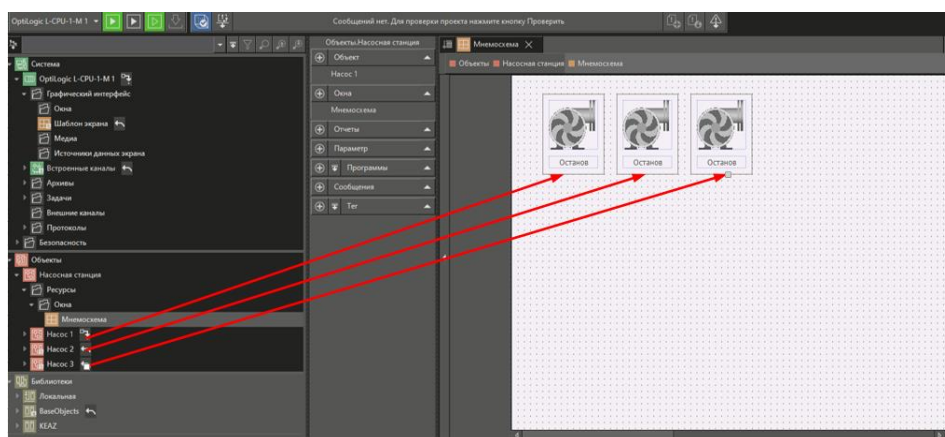 OptiLogic L-CPU-1-M 1
Сообщений нет. Для проверки проекта нажмите кнопку Проверить
Система
OptiLogic L-CPU-1-M 1
Графический интерфейс
Окна
Шаблон экрана
Медиа
Источники данных экрана
Встроенные каналы
Архивы
Задачи
Внешние каналы
Протоколы
Безопасность
Объекты
Насосная станция
Ресурсы
Окна
Мнемосхема
Насос 1
Насос 2
Насос 3
Библиотеки
Локальная
BaseObjects
KEAZ
Объекты.Насосная станция
Объект
Насос 1
Окна
Мнемосхема
Отчеты
Параметр
Программы
Сообщения
Тег
Мнемосхема
Объекты Насосная станция Мнемосхема
Останов Останов Останов